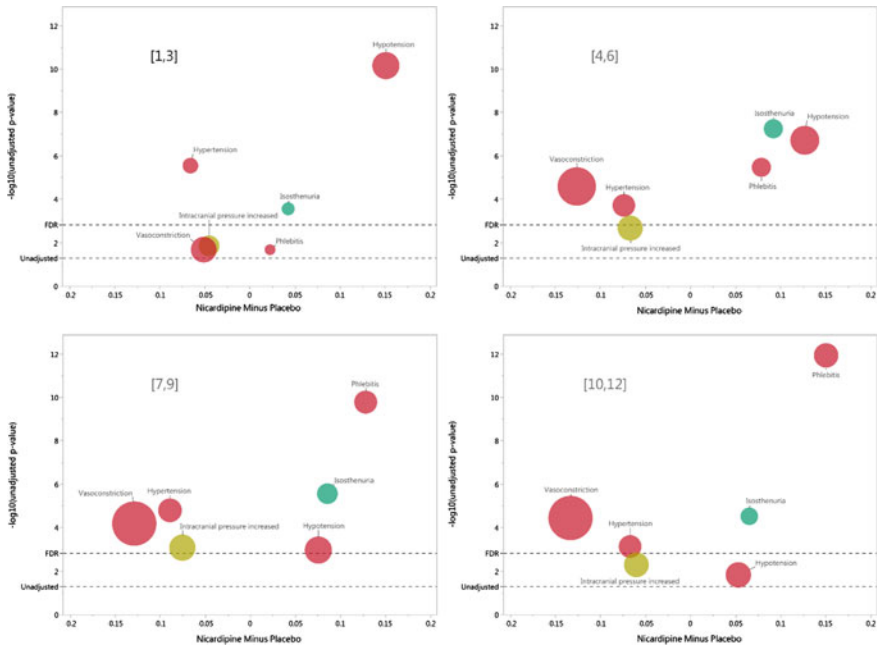 12
10
8
6
4
FDR
2
Unadjusted
0
-log10(unadjusted p-value)
[1,3]
Hypotension
Hypertension
Isosthenuria
Intracranial pressure increased
Vasoconstriction
Phlebitis
0.2 0.15 0.1 0.05 0 0.05 0.1 0.15 0.2
Nicardipine Minus Placebo
12
10
8
6
4
FDR
2
Unadjusted
0
-log10(unadjusted p-value)
[4,6]
Isosthenuria
Hypotension
Vasoconstriction
Hypertension
Phlebitis
Intracranial pressure increased
0.2 0.15 0.1 0.05 0 0.05 0.1 0.15 0.2
Nicardipine Minus Placebo
12
10
8
6
4
FDR
2
Unadjusted
0
-log10(unadjusted p-value)
[7,9]
Phlebitis
Isosthenuria
Vasoconstriction
Hypertension
Intracranial pressure increased
Hypotension
0.2 0.15 0.1 0.05 0 0.05 0.1 0.15 0.2
Nicardipine Minus Placebo
12
10
8
6
4
FDR
2
Unadjusted
0
-log10(unadjusted p-value)
[10,12]
Phlebitis
Vasoconstriction
Isosthenuria
Hypertension
Hypotension
Intracranial pressure increased
0.2 0.15 0.1 0.05 0 0.05 0.1 0.15 0.2
Nicardipine Minus Placebo